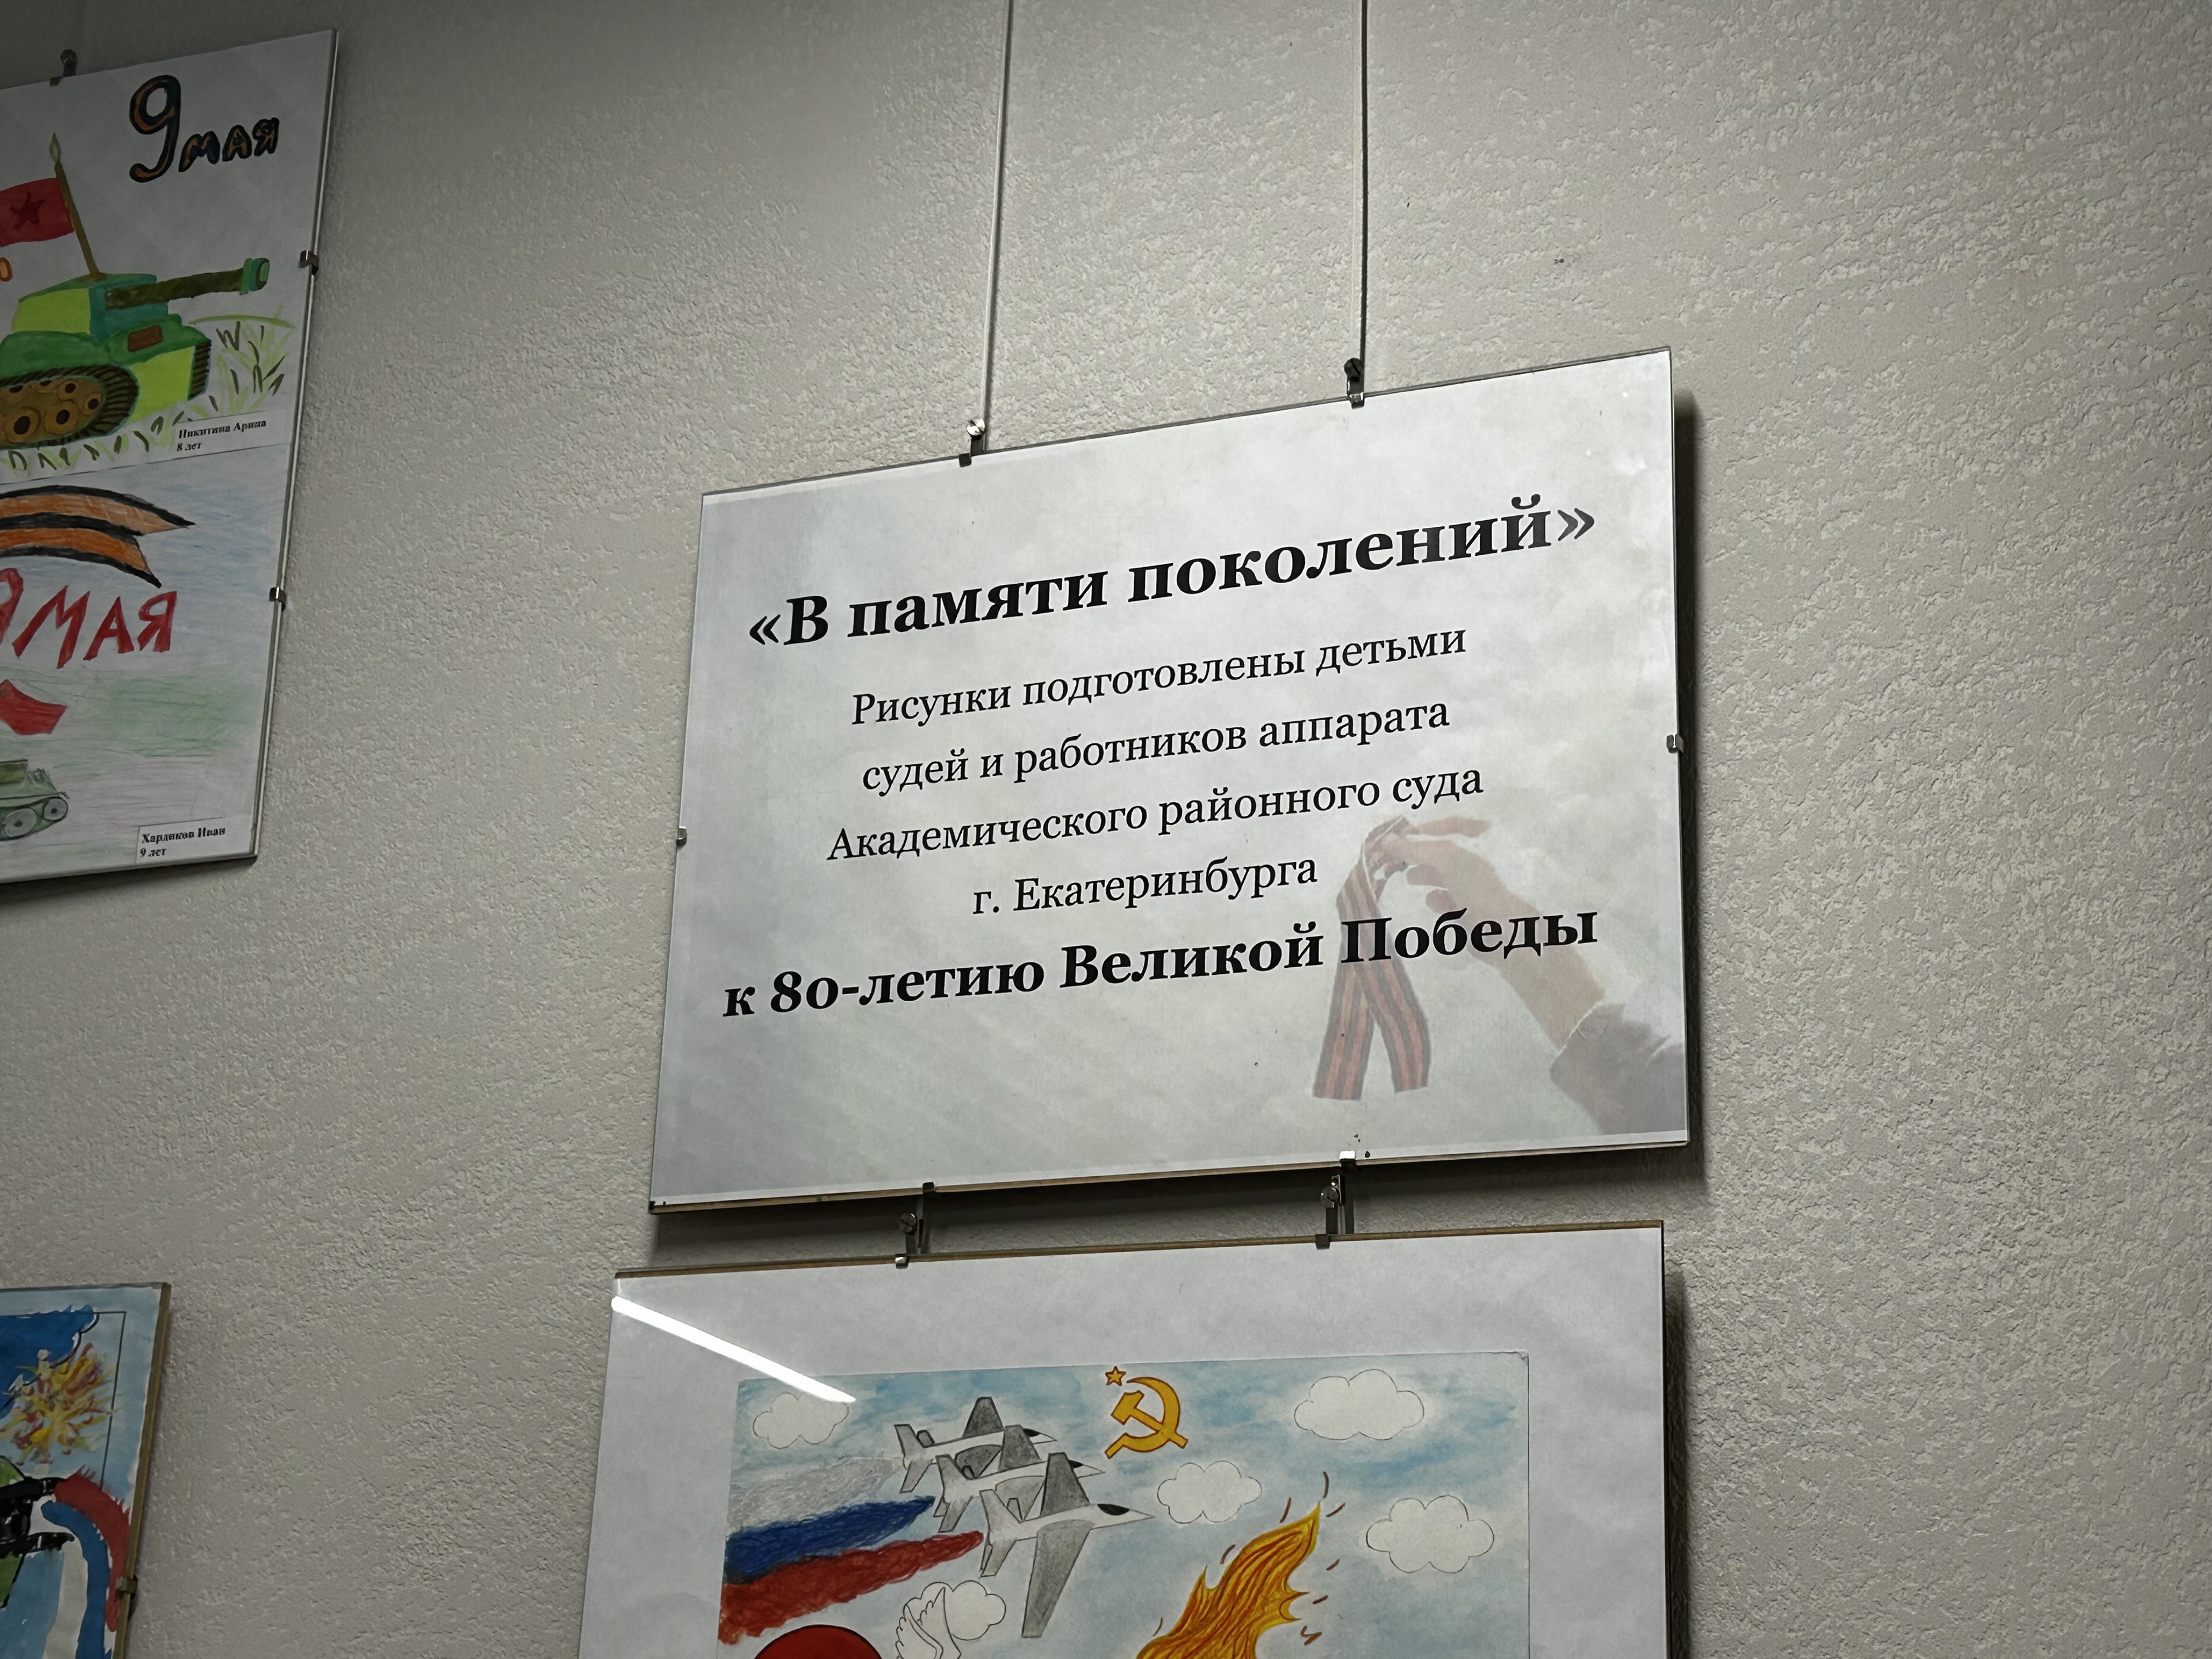 9 МАЯ
Никитина Арина
8 лет
9 МАЯ
Хардиков Иван
9 лет
«В памяти поколений»
Рисунки подготовлены детьми
судей и работников аппарата
Академического районного суда
г. Екатеринбурга
к 80-летию Великой Победы